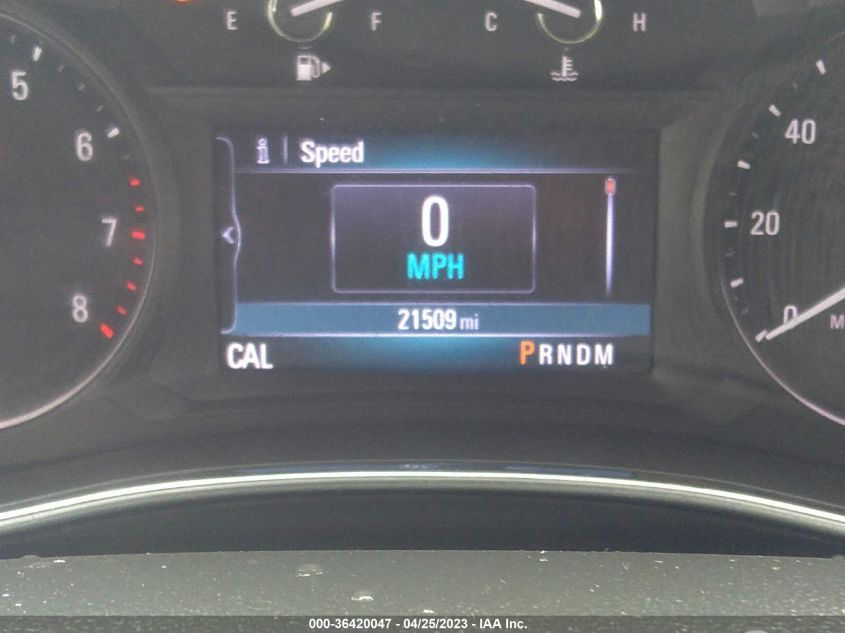 E F C H
5
6
7
8
Speed
0
MPH
21509 mi
CAL PRNDM
40
20
0
M
000-36420047 - 04/25/2023 - IAA Inc.